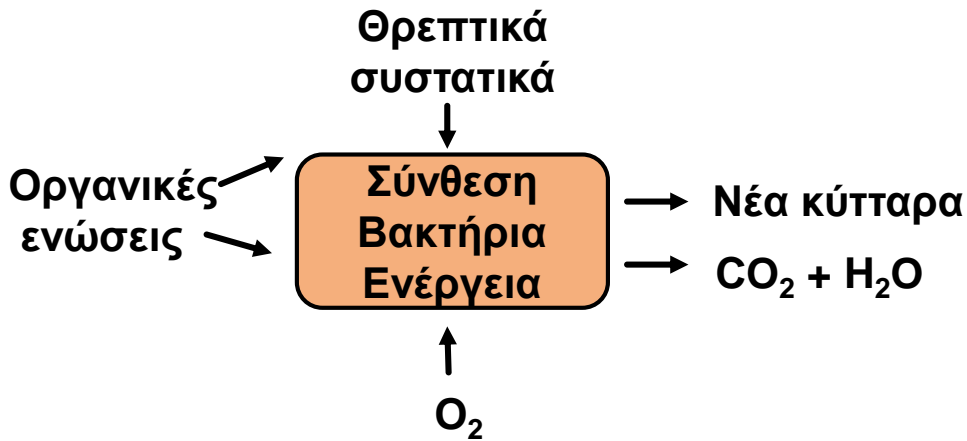 Θρεπτικά
συστατικά
Οργανικές
ενώσεις
Σύνθεση
Βακτήρια
Ενέργεια
Νέα κύτταρα
CO₂ + H₂O
O₂